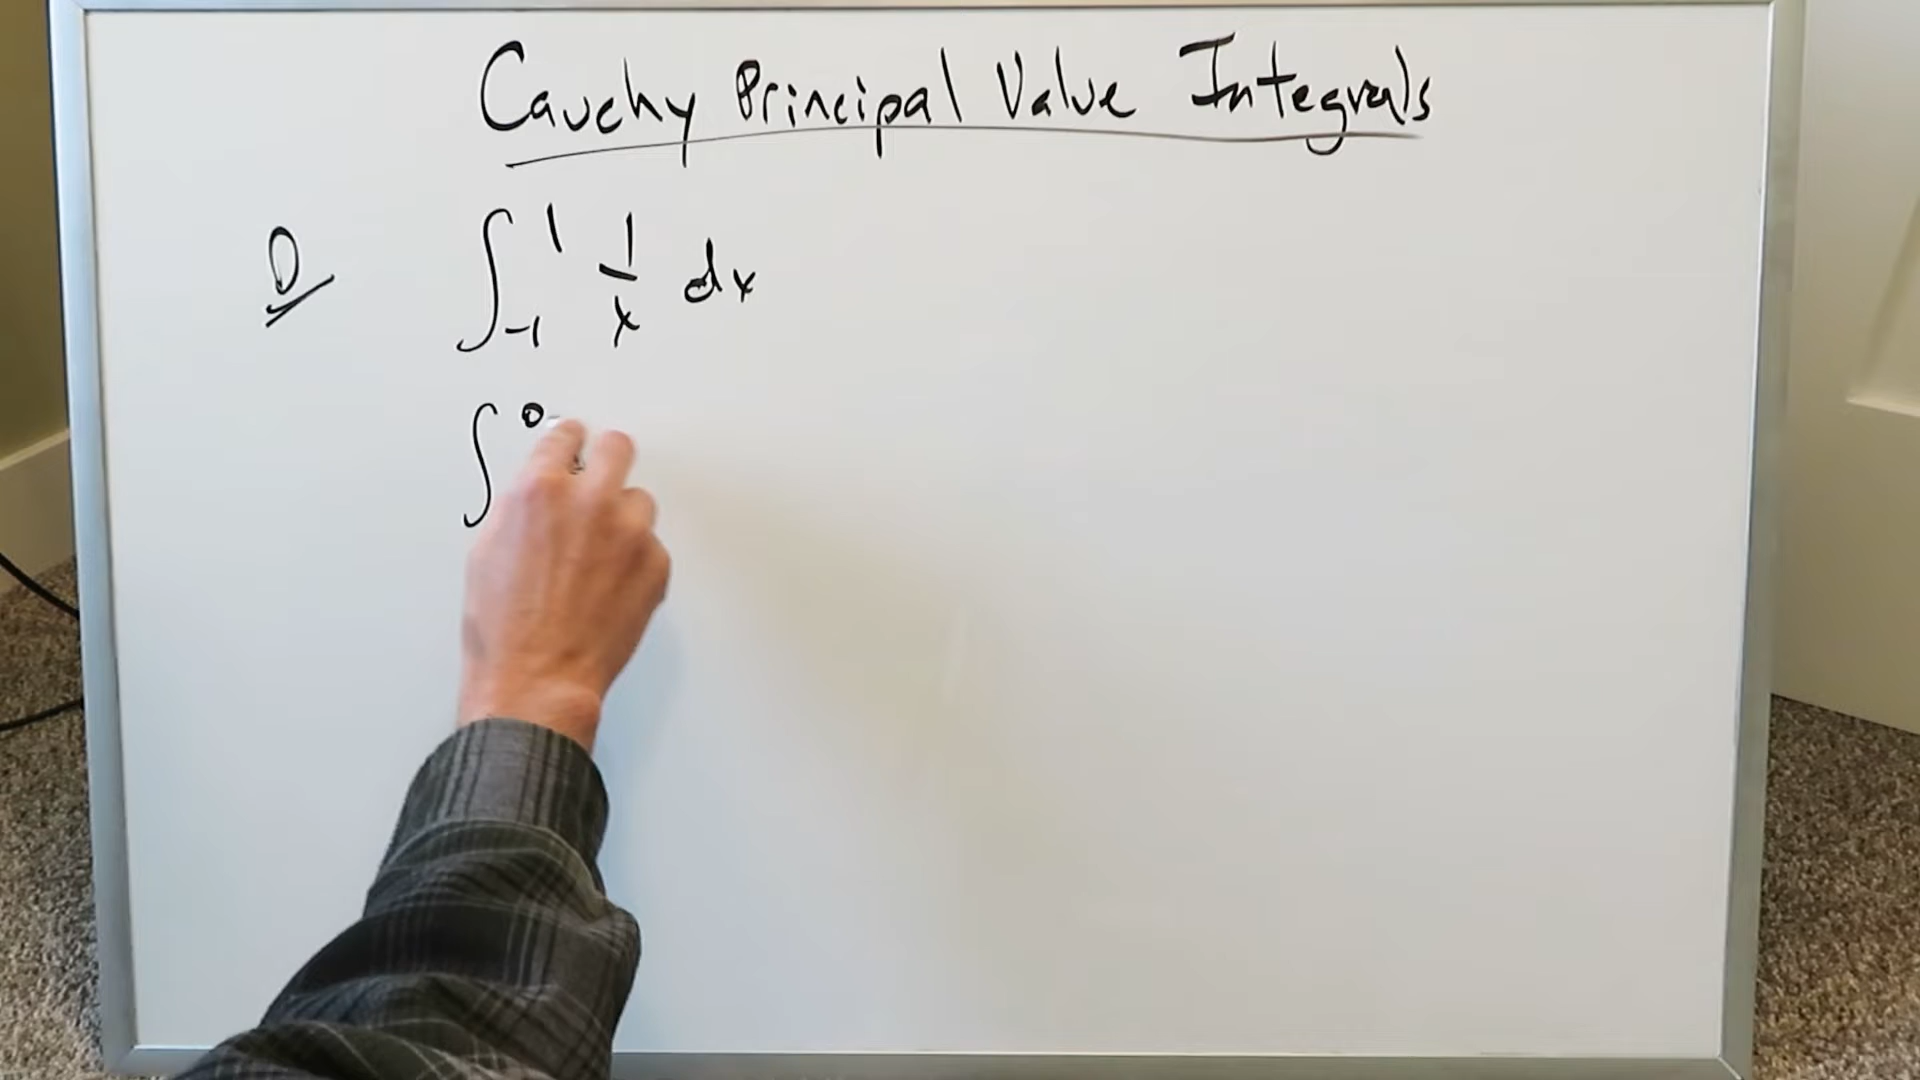 Cauchy Principal Value Integrals
1) ∫_{-1}^{1} 1/x dx
∫^{0}